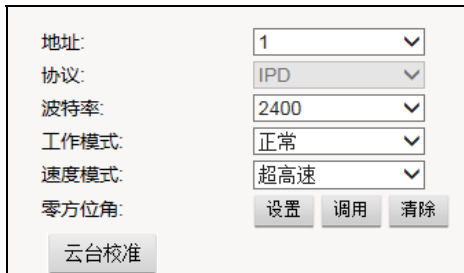 地址: 1
协议: IPD
波特率: 2400
工作模式: 正常
速度模式: 超高速
零方位角: 设置 调用 清除
云台校准